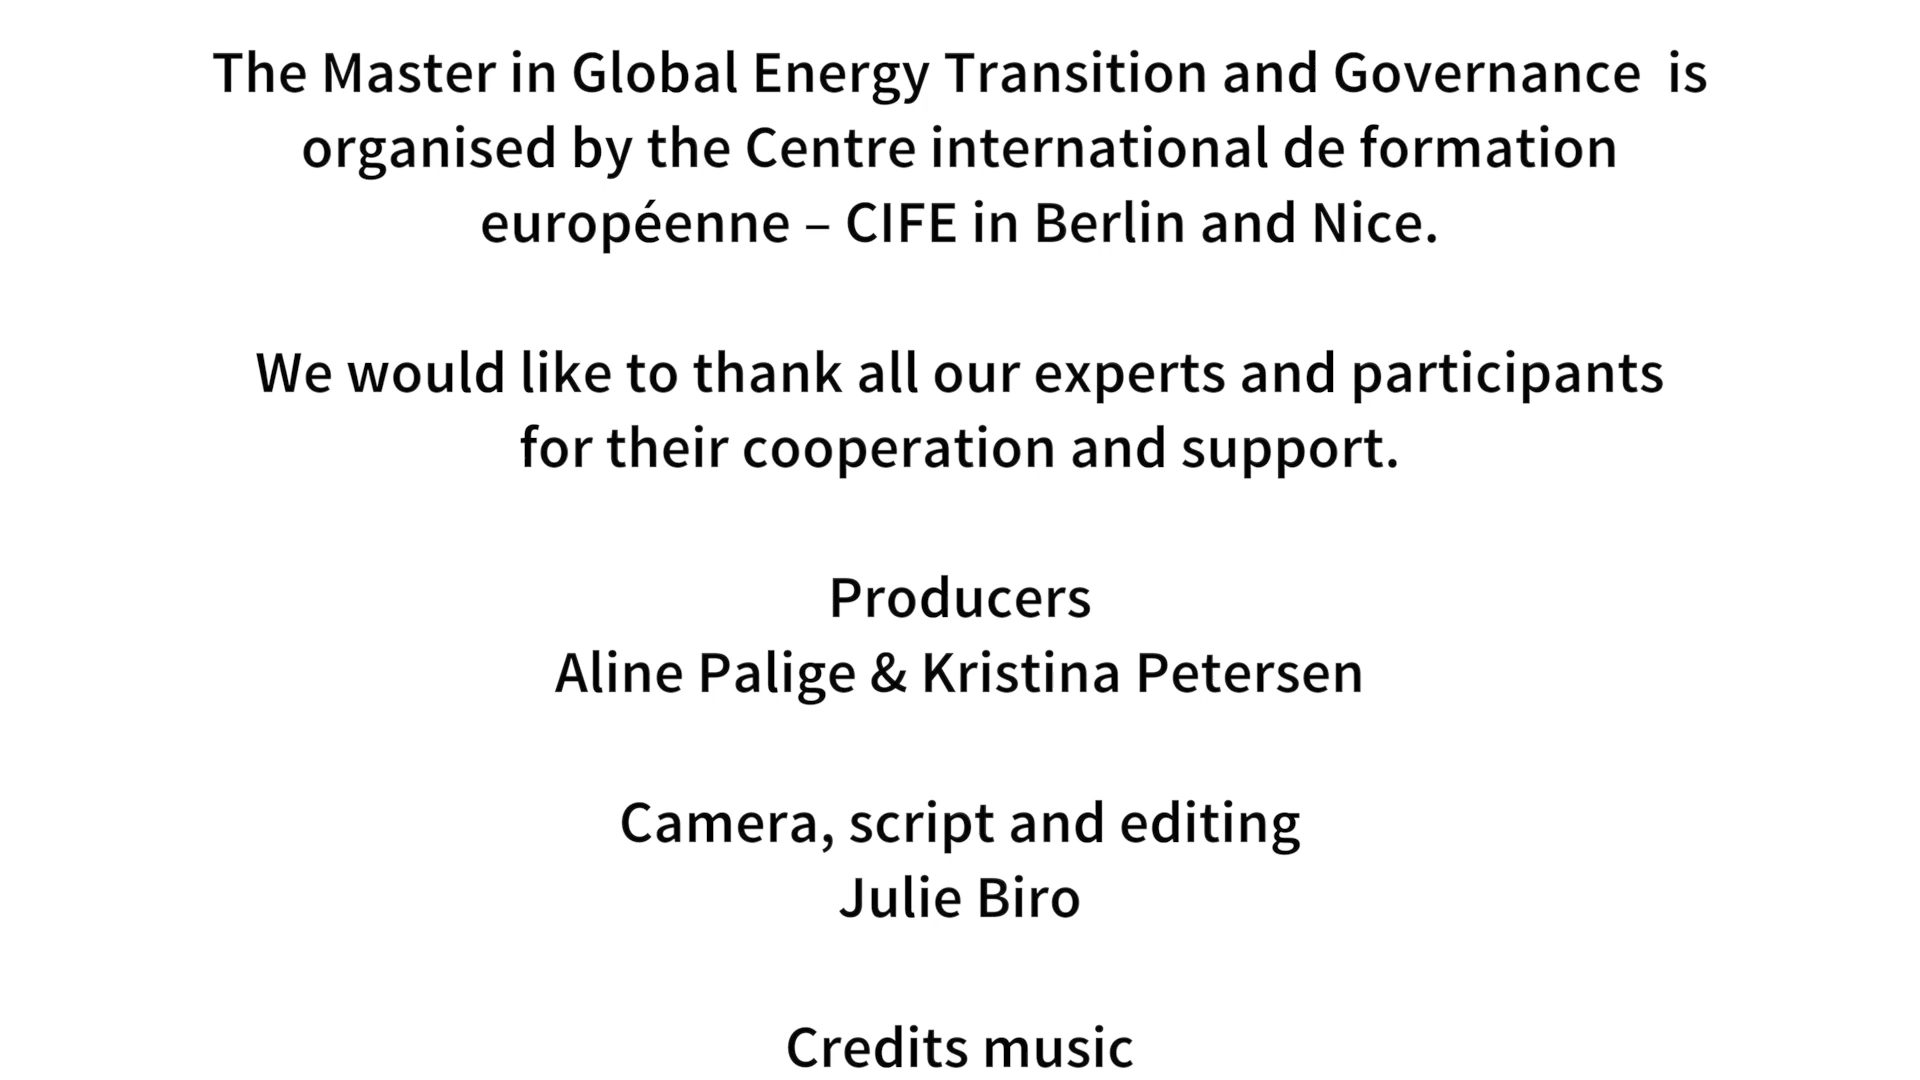 The Master in Global Energy Transition and Governance  is
organised by the Centre international de formation
européenne – CIFE in Berlin and Nice.
We would like to thank all our experts and participants
for their cooperation and support.
Producers
Aline Palige & Kristina Petersen
Camera, script and editing
Julie Biro
Credits music